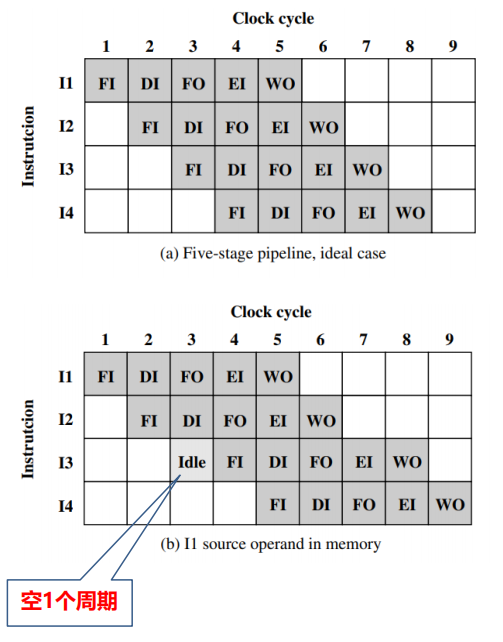 Clock cycle
1 2 3 4 5 6 7 8 9
Instrutcion
I1 FI DI FO EI WO
I2 FI DI FO EI WO
I3 FI DI FO EI WO
I4 FI DI FO EI WO
(a) Five-stage pipeline, ideal case
Clock cycle
1 2 3 4 5 6 7 8 9
Instrutcion
I1 FI DI FO EI WO
I2 FI DI FO EI WO
I3 Idle FI DI FO EI WO
I4 FI DI FO EI WO
(b) I1 source operand in memory
空1个周期